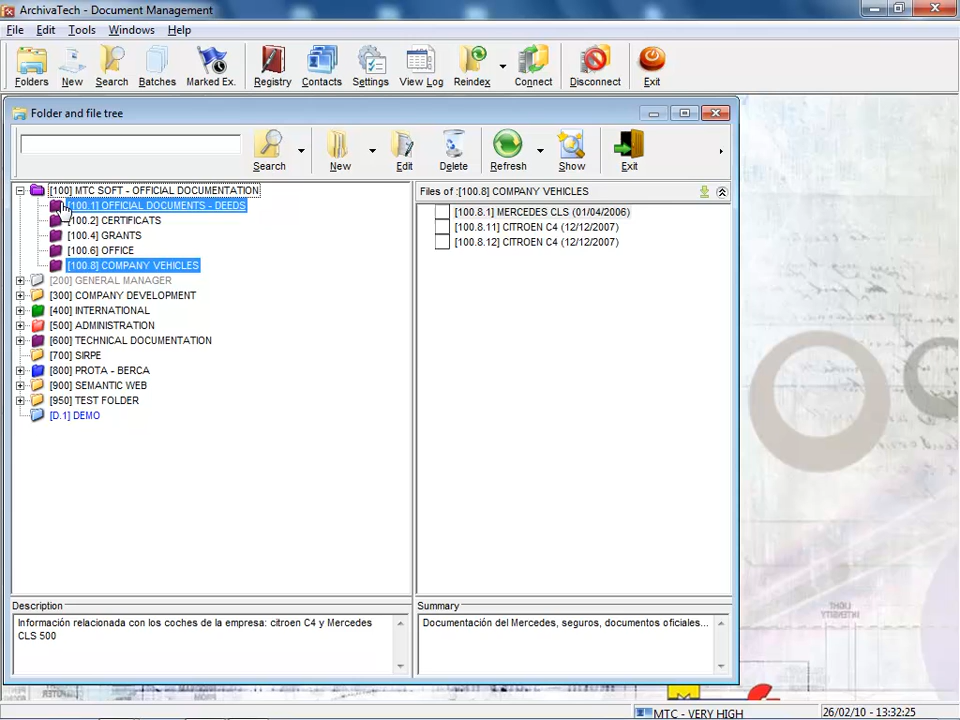 ArchivaTech - Document Management
File Edit Tools Windows Help
Folders New Search Batches Marked Ex. Registry Contacts Settings View Log Reindex Connect Disconnect Exit
Folder and file tree
Search New Edit Delete Refresh Show Exit
[100] MTC SOFT - OFFICIAL DOCUMENTATION
[100.1] OFFICIAL DOCUMENTS - DEEDS
[100.2] CERTIFICATS
[100.4] GRANTS
[100.6] OFFICE
[100.8] COMPANY VEHICLES
[200] GENERAL MANAGER
[300] COMPANY DEVELOPMENT
[400] INTERNATIONAL
[500] ADMINISTRATION
[600] TECHNICAL DOCUMENTATION
[700] SIRPE
[800] PROTA - BERCA
[900] SEMANTIC WEB
[950] TEST FOLDER
[D.1] DEMO
Files of :[100.8] COMPANY VEHICLES
[100.8.1] MERCEDES CLS (01/04/2006)
[100.8.11] CITROEN C4 (12/12/2007)
[100.8.12] CITROEN C4 (12/12/2007)
Description
Información relacionada con los coches de la empresa: citroen C4 y Mercedes
CLS 500
Summary
Documentación del Mercedes, seguros, documentos oficiales...
LIGHT
INTENSITY
MTC - VERY HIGH
26/02/10 - 13:32:25